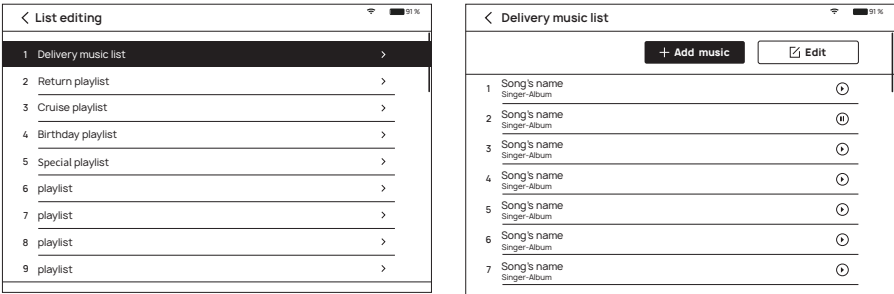 List editing
91 %
1 Delivery music list
2 Return playlist
3 Cruise playlist
4 Birthday playlist
5 Special playlist
6 playlist
7 playlist
8 playlist
9 playlist
Delivery music list
91 %
Add music
Edit
1 Song's name
Singer-Album
2 Song's name
Singer-Album
3 Song's name
Singer-Album
4 Song's name
Singer-Album
5 Song's name
Singer-Album
6 Song's name
Singer-Album
7 Song's name
Singer-Album